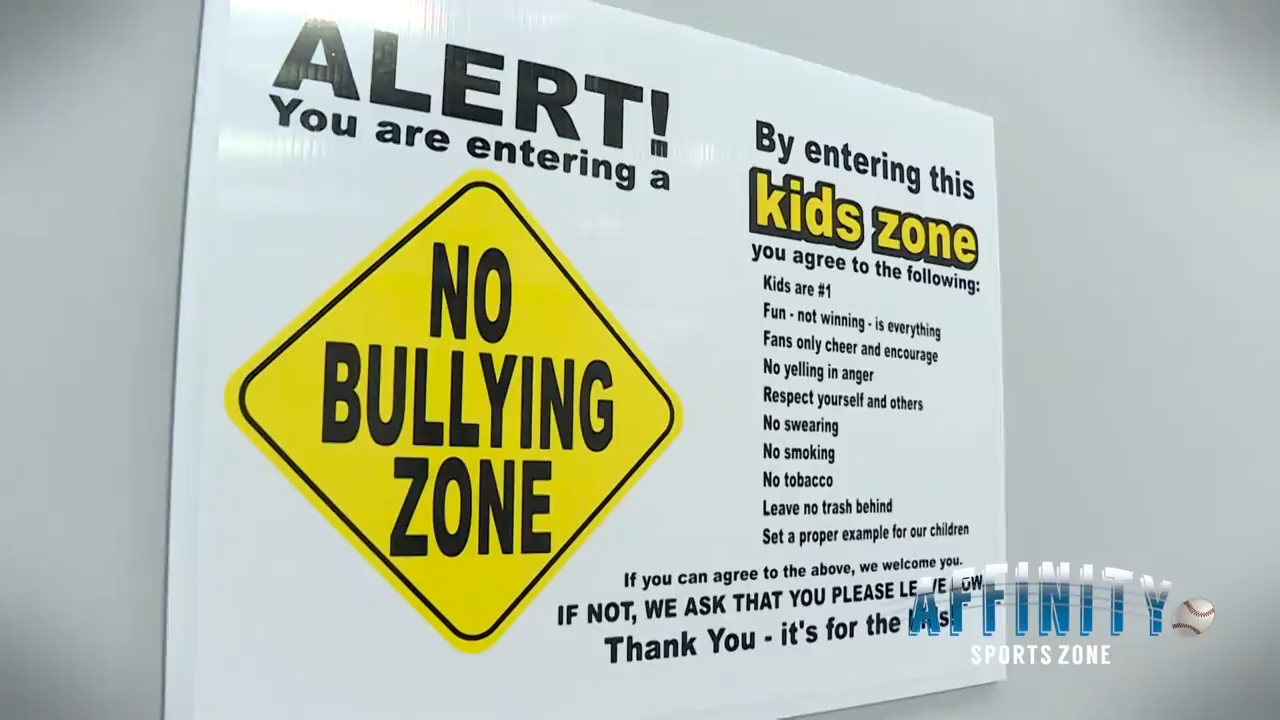 ALERT!
You are entering a
NO
BULLYING
ZONE
By entering this
kids zone
you agree to the following:
Kids are #1
Fun - not winning - is everything
Fans only cheer and encourage
No yelling in anger
Respect yourself and others
No swearing
No smoking
No tobacco
Leave no trash behind
Set a proper example for our children
If you can agree to the above, we welcome you.
IF NOT, WE ASK THAT YOU PLEASE
Thank You - it's for the
AFFINITY
SPORTS ZONE